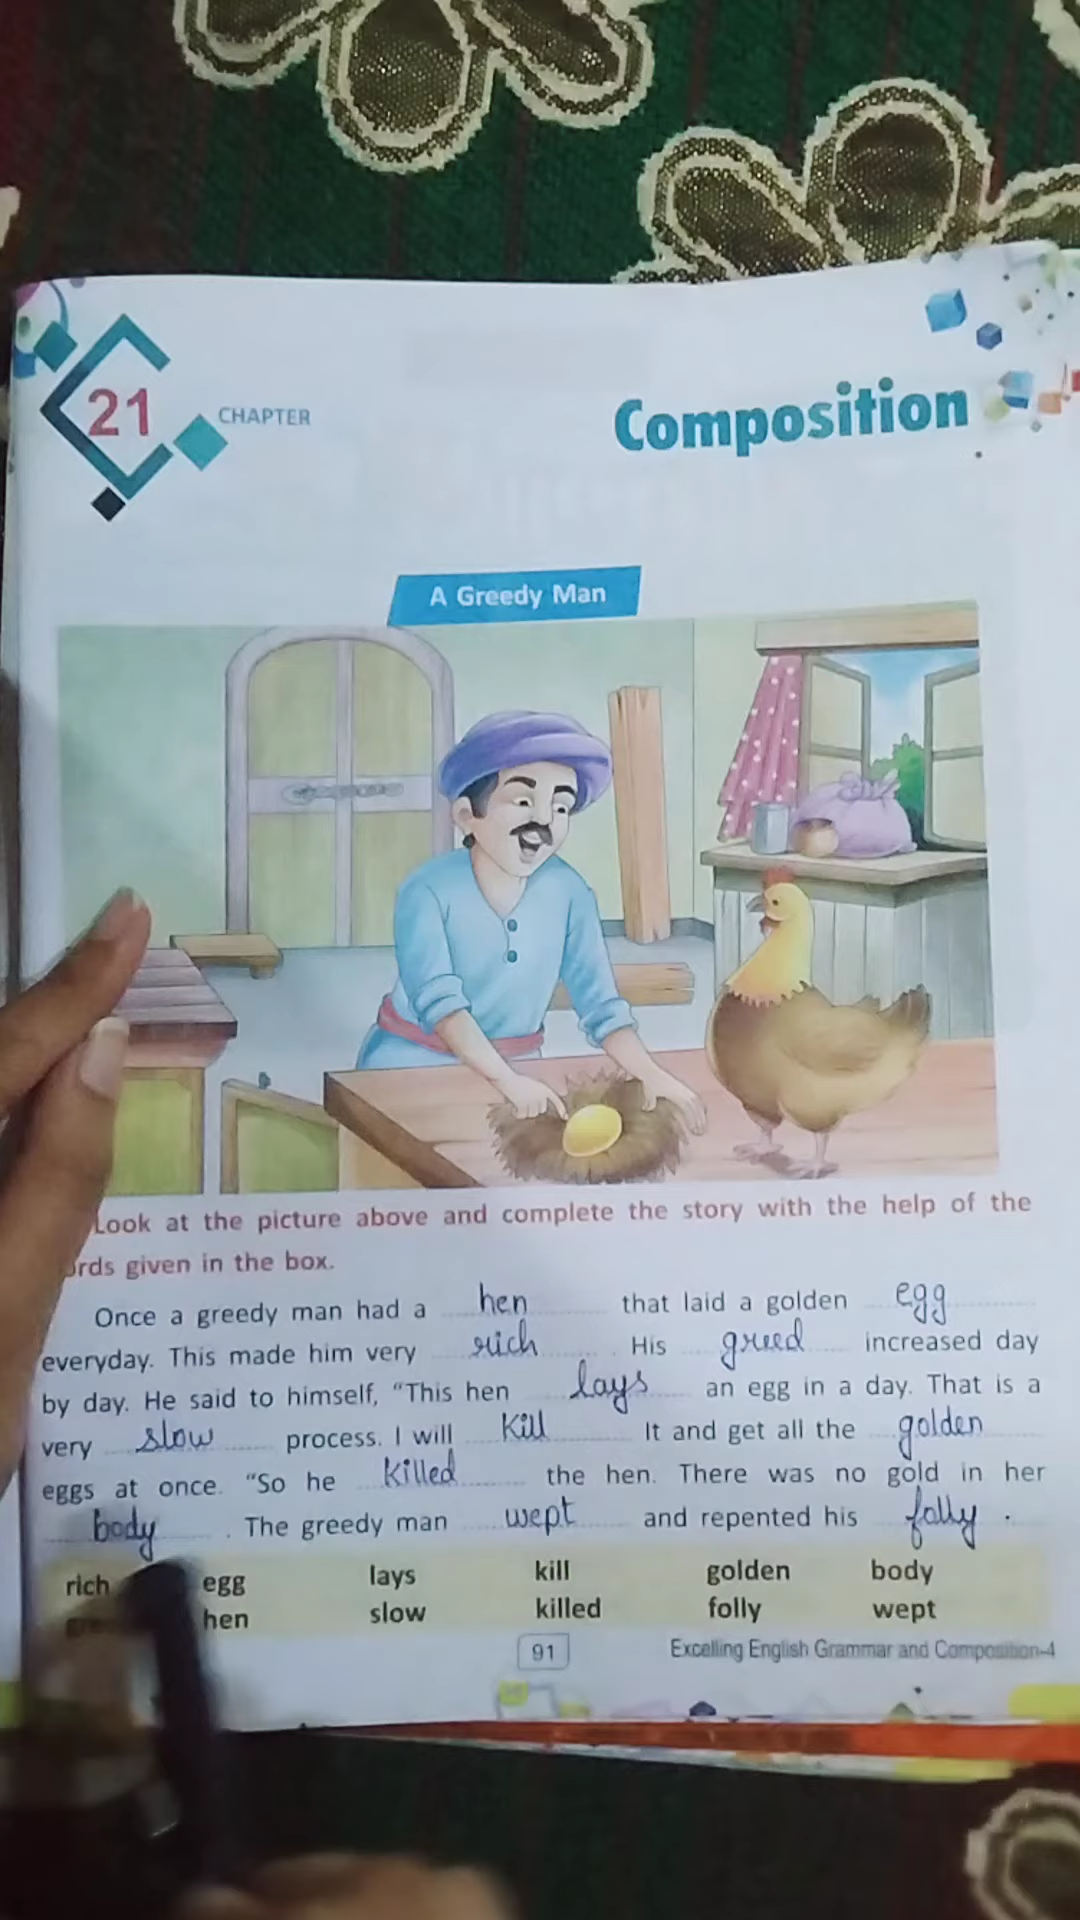 21
CHAPTER
Composition
A Greedy Man
Look at the picture above and complete the story with the help of the
given in the box.
Once a greedy man had a hen that laid a golden egg
everyday. This made him very rich . His greed increased day
by day. He said to himself, "This hen lays an egg in a day. That is a
very slow process. I will kill It and get all the golden
eggs at once. "So he killed the hen. There was no gold in her
body . The greedy man wept and repented his folly .
rich egg lays kill golden body
hen slow killed folly wept
91
Excelling English Grammar and Composition-4